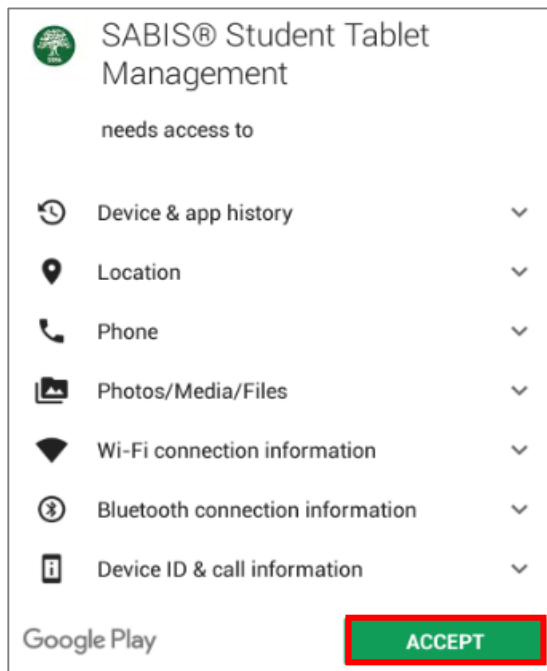 SABIS® Student Tablet
Management
needs access to
Device & app history
Location
Phone
Photos/Media/Files
Wi-Fi connection information
Bluetooth connection information
Device ID & call information
Google Play
ACCEPT